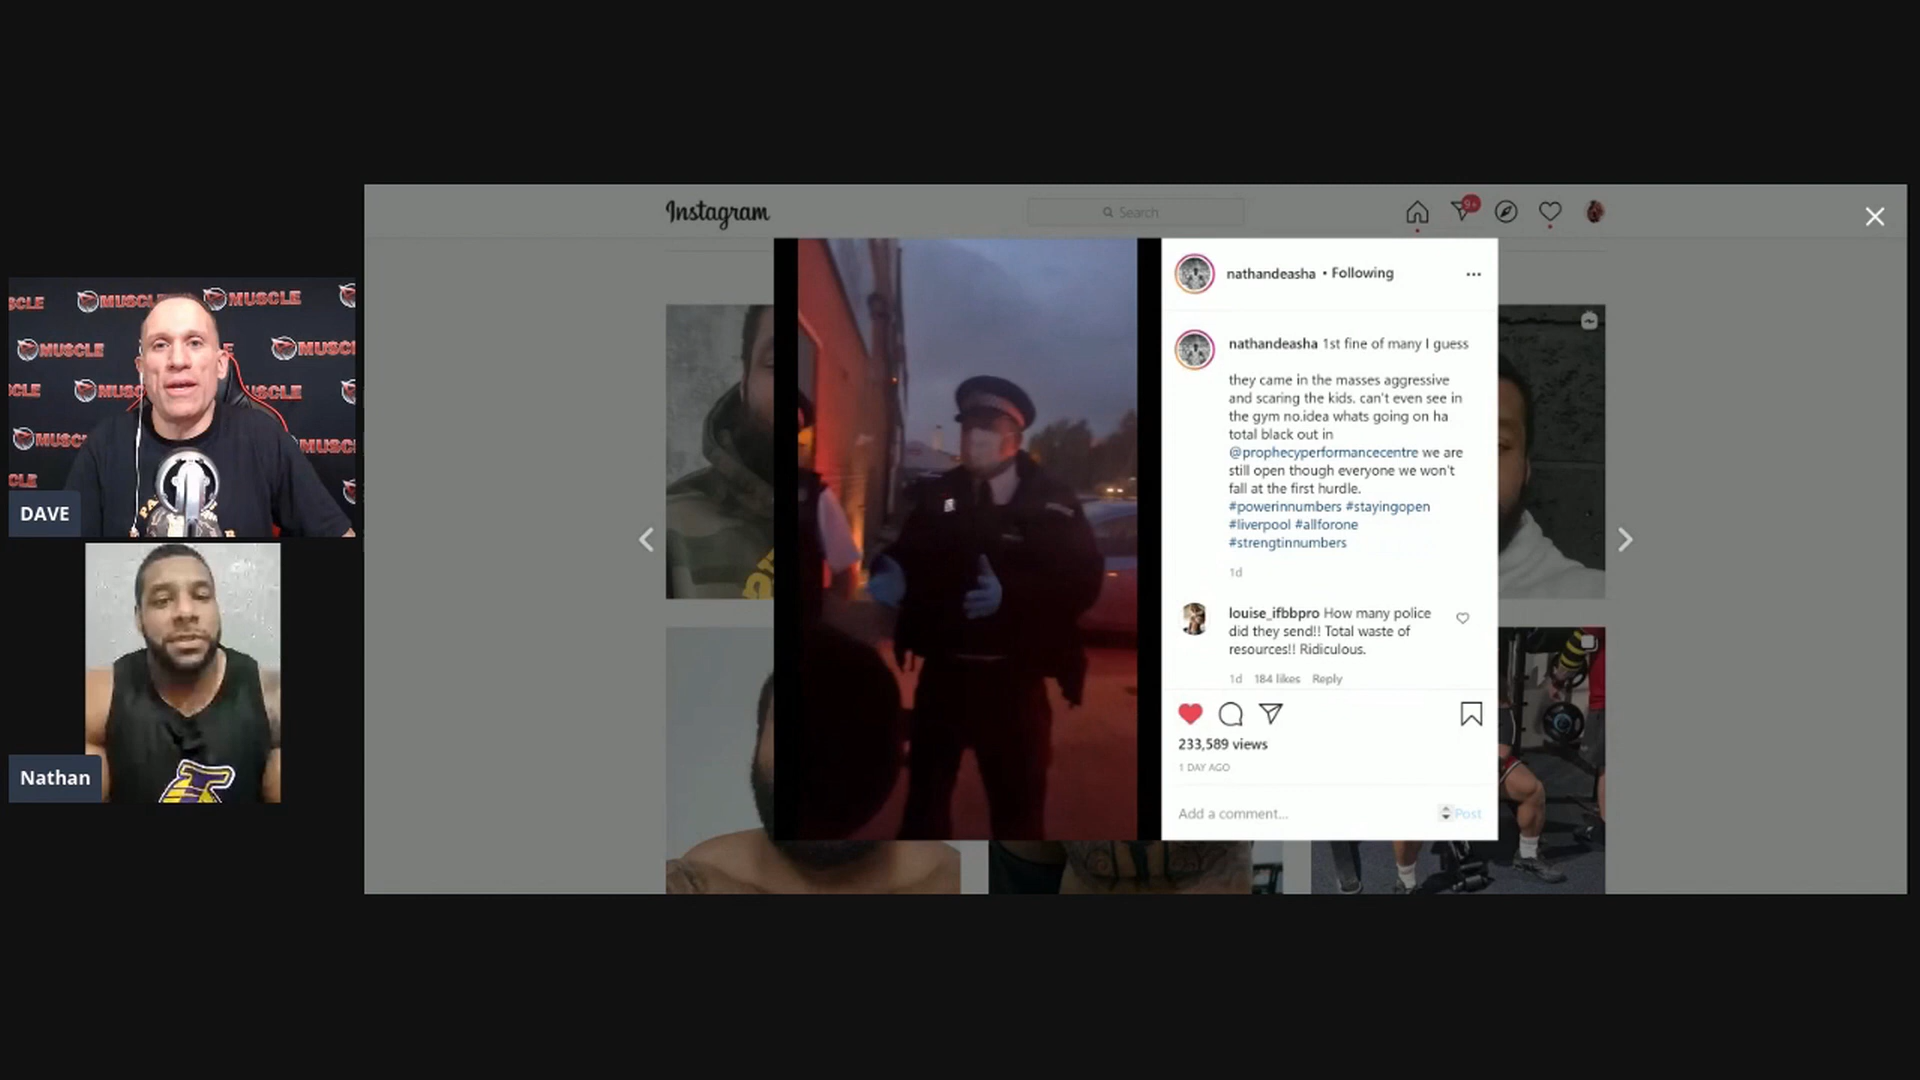 Instagram
Search
9+
nathandeasha • Following
nathandeasha 1st fine of many I guess
they came in the masses aggressive
and scaring the kids. can't even see in
the gym no.idea whats going on ha
total black out in
@prophecyperformancecentre we are
still open though everyone we won't
fall at the first hurdle.
#powerinnumbers #stayingopen
#liverpool #allforone
#strengtinnumbers
1d
louise_ifbbpro How many police
did they send!! Total waste of
resources!! Ridiculous.
1d 184 likes Reply
233,589 views
1 DAY AGO
Add a comment...
Post
MUSCLE
MUSCLE
MUSCLE
DAVE
Nathan